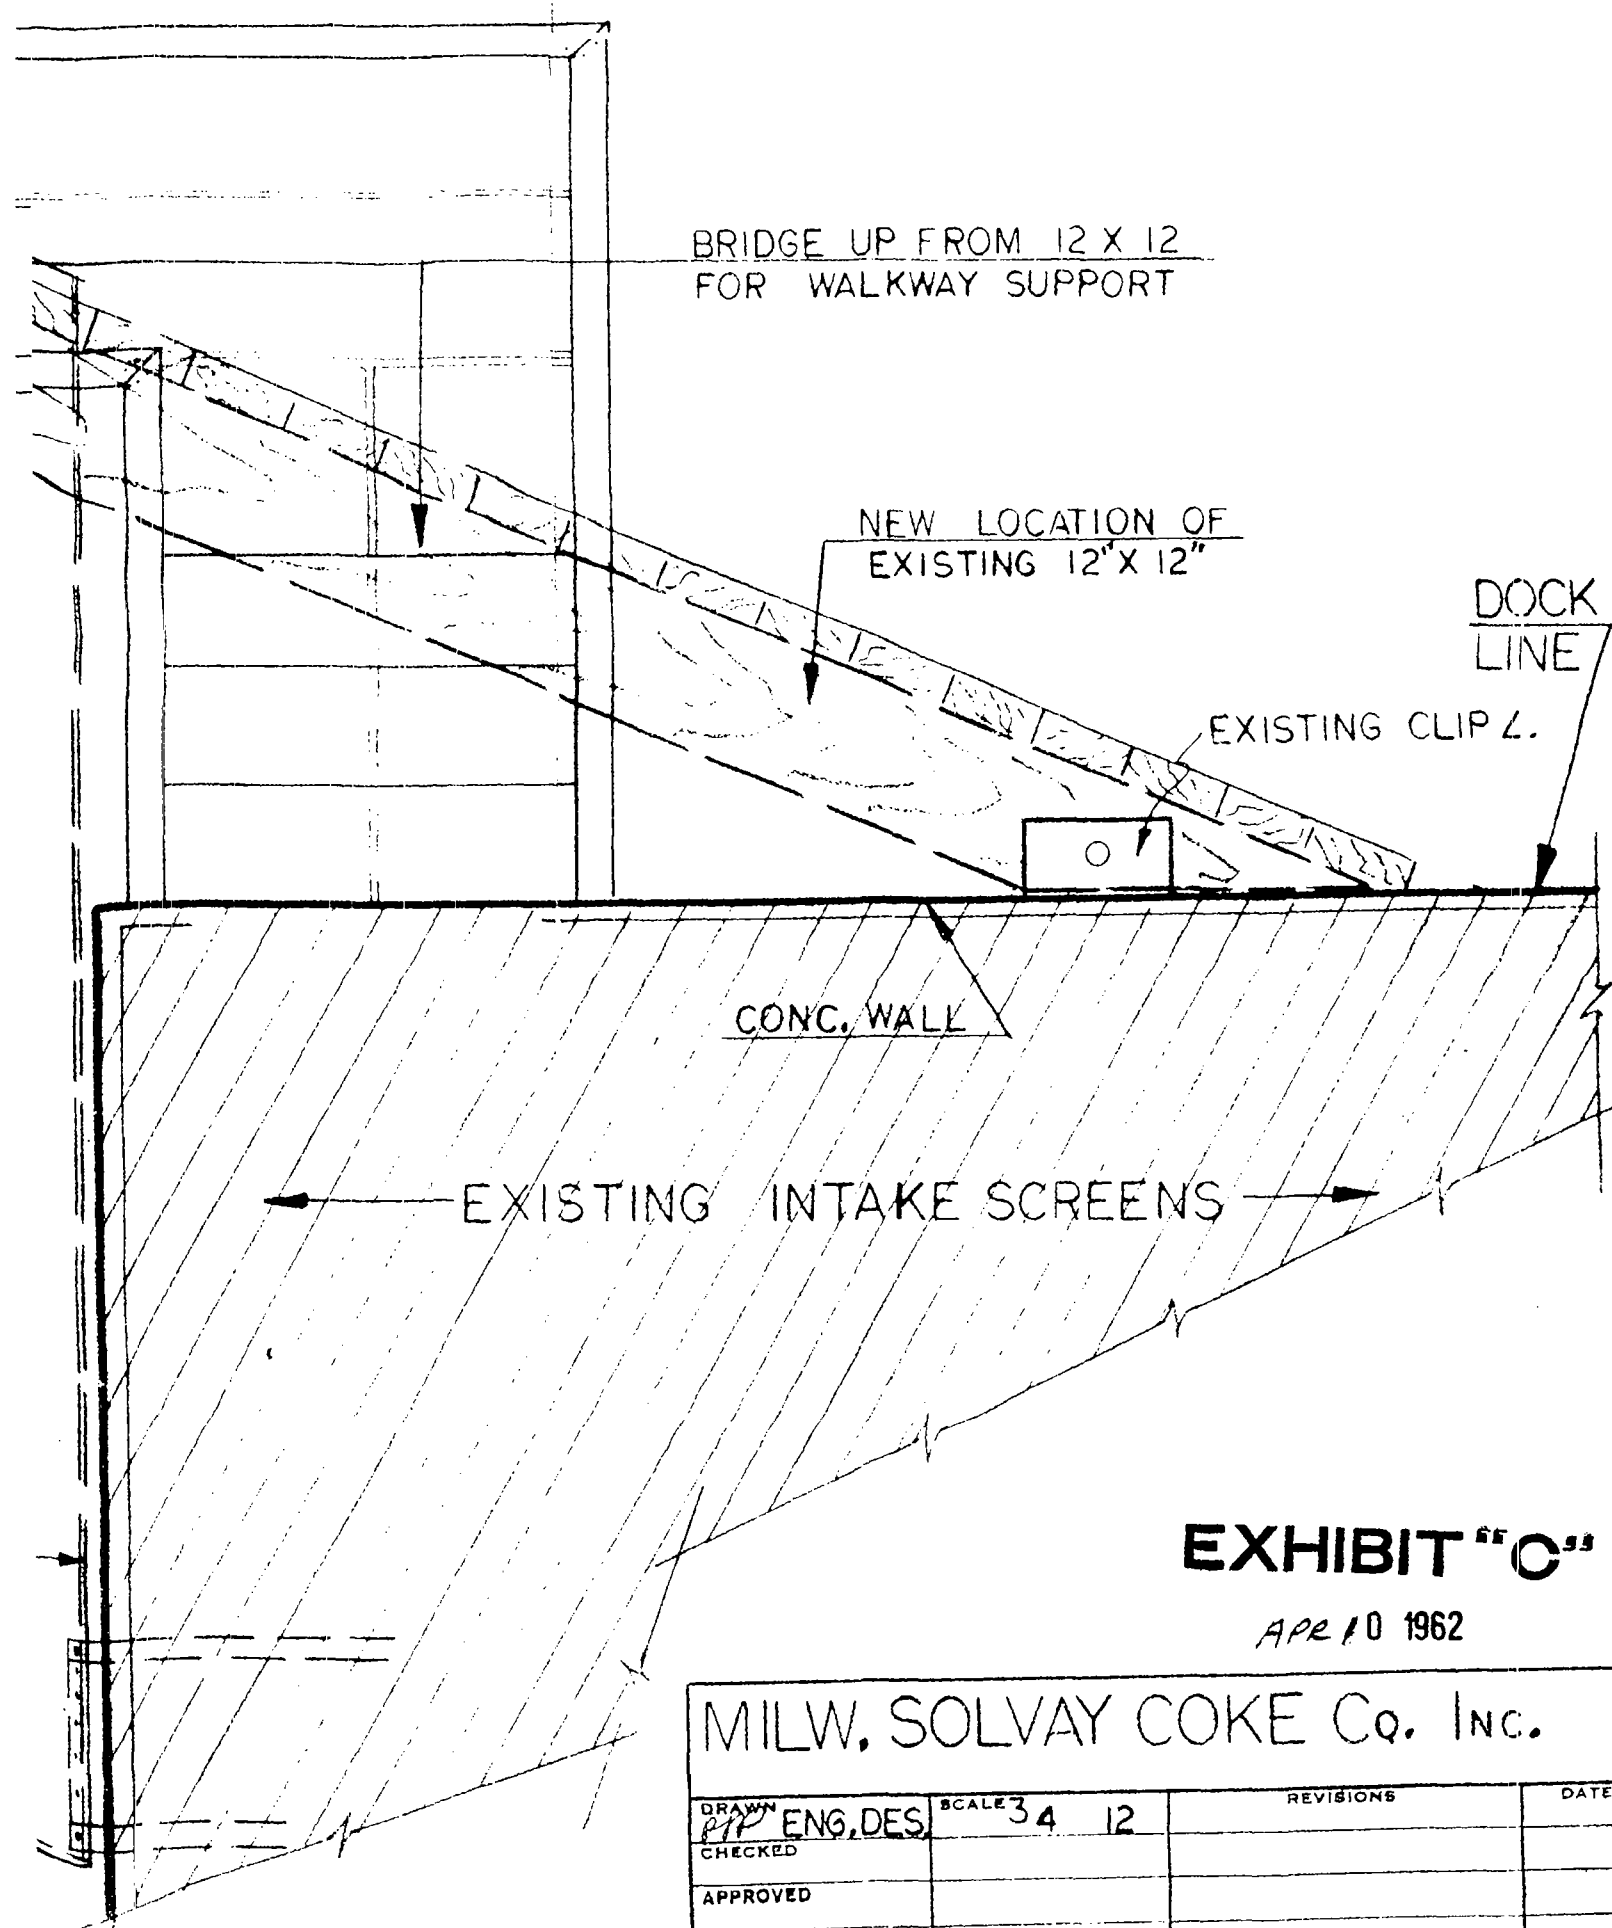 BRIDGE UP FROM 12 X 12
FOR WALKWAY SUPPORT
NEW LOCATION OF
EXISTING 12" X 12"
DOCK
LINE
EXISTING CLIP ∠.
CONC. WALL
EXISTING INTAKE SCREENS
EXHIBIT "C"
APR 10 1962
MILW. SOLVAY COKE Co. INC.
DRAWN ENG. DES. SCALE 3 4 12 REVISIONS DATE
CHECKED
APPROVED